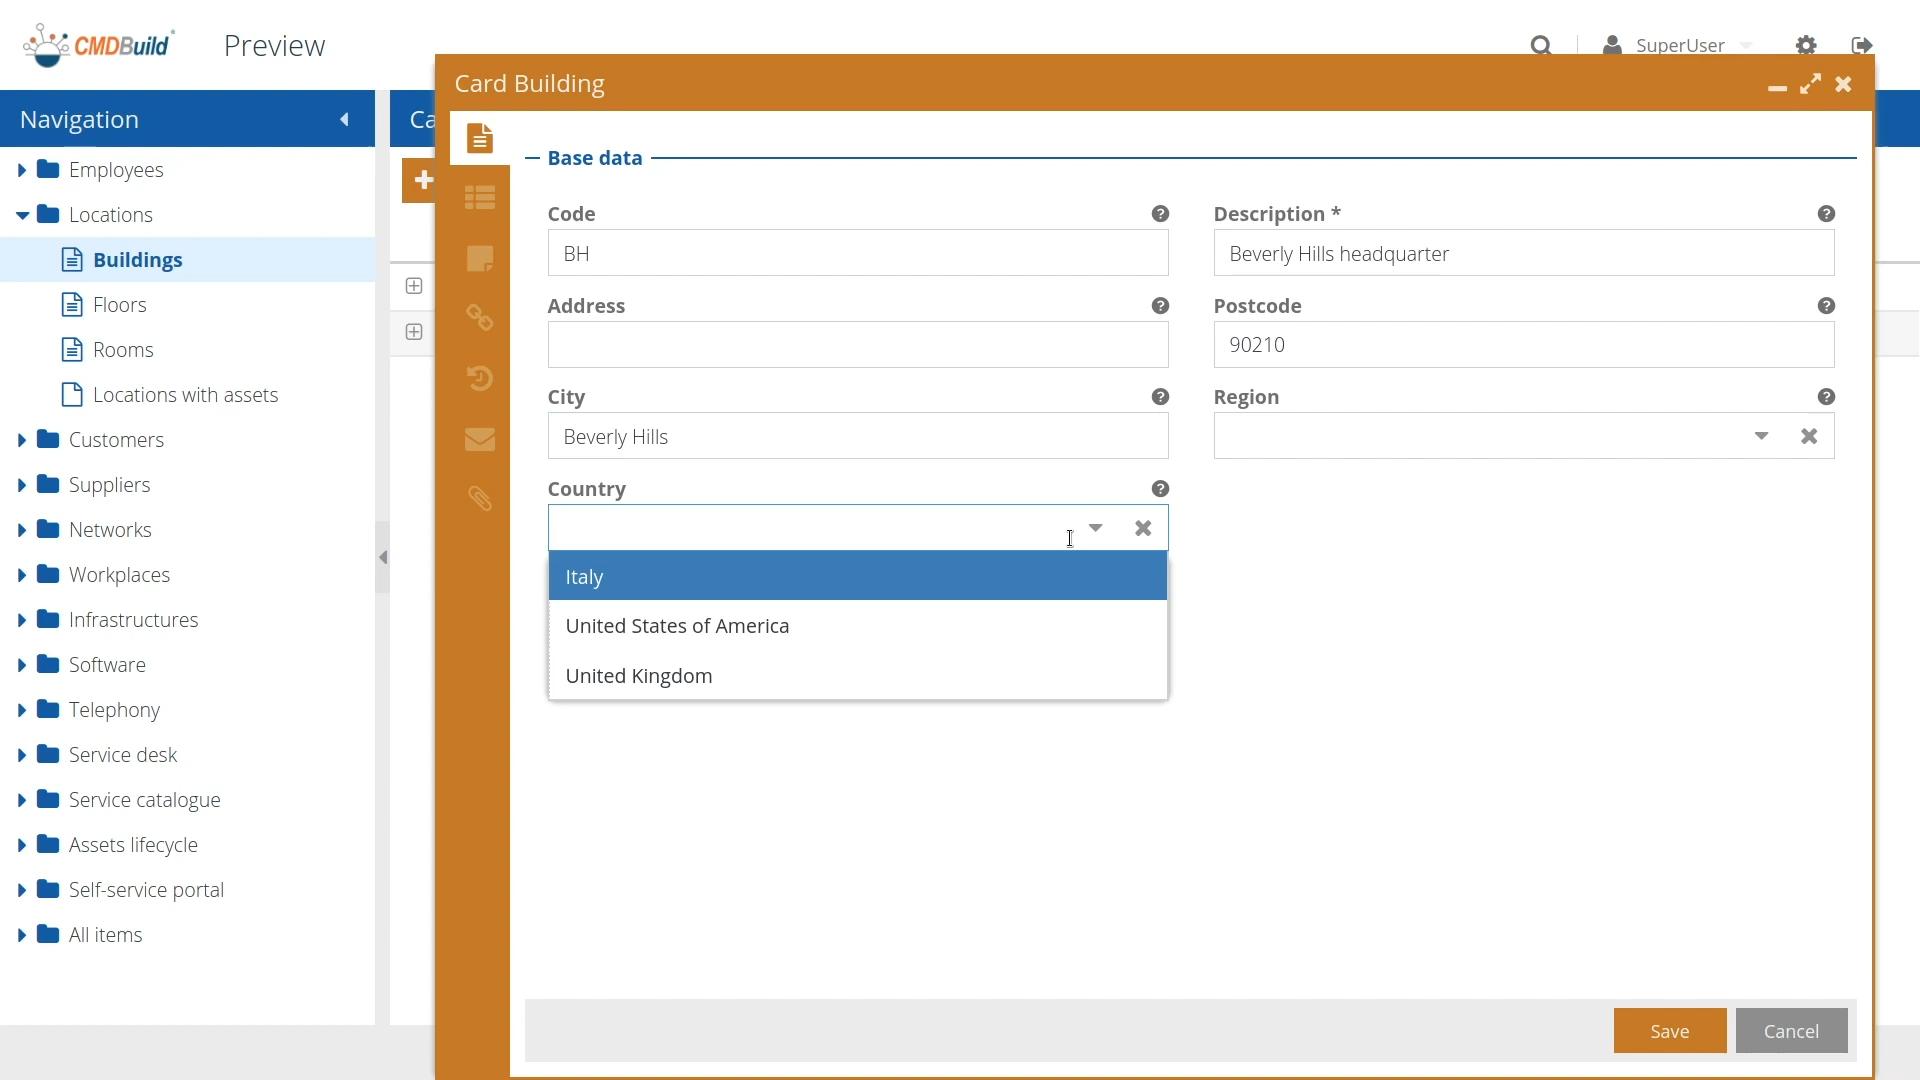 CMDBuild
Preview
SuperUser
Navigation
Employees
Locations
Buildings
Floors
Rooms
Locations with assets
Customers
Suppliers
Networks
Workplaces
Infrastructures
Software
Telephony
Service desk
Service catalogue
Assets lifecycle
Self-service portal
All items
Ca
Card Building
Base data
Code
BH
Description *
Beverly Hills headquarter
Address
Postcode
90210
City
Beverly Hills
Region
Country
Italy
United States of America
United Kingdom
Save
Cancel